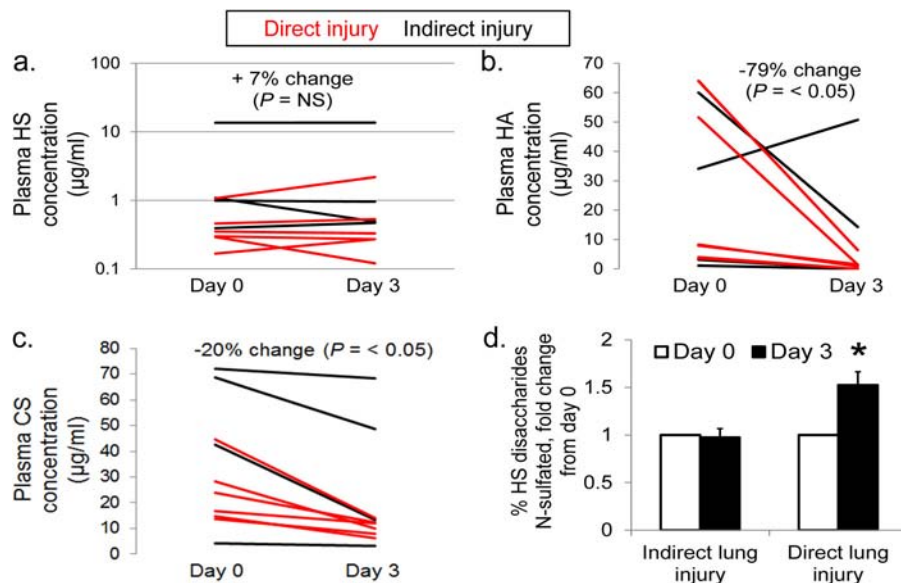 Direct injury Indirect injury
a.
+ 7% change
(P = NS)
Plasma HS
concentration
(µg/ml)
100
10
1
0.1
Day 0 Day 3
b.
-79% change
(P = < 0.05)
Plasma HA
concentration
(µg/ml)
70
60
50
40
30
20
10
0
Day 0 Day 3
c.
-20% change (P = < 0.05)
Plasma CS
concentration
(µg/ml)
80
70
60
50
40
30
20
10
0
Day 0 Day 3
d.
Day 0 Day 3
*
% HS disaccharides
N-sulfated, fold change
from day 0
2
1.5
1
0.5
0
Indirect lung
injury
Direct lung
injury